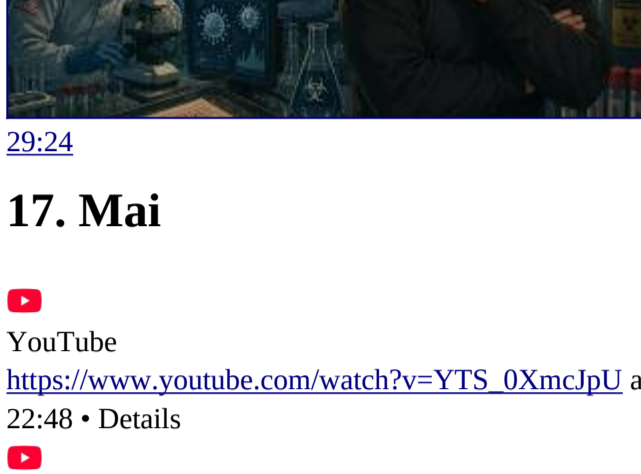 29:24
17. Mai
YouTube
https://www.youtube.com/watch?v=YTS_0XmcJpU a
22:48 • Details